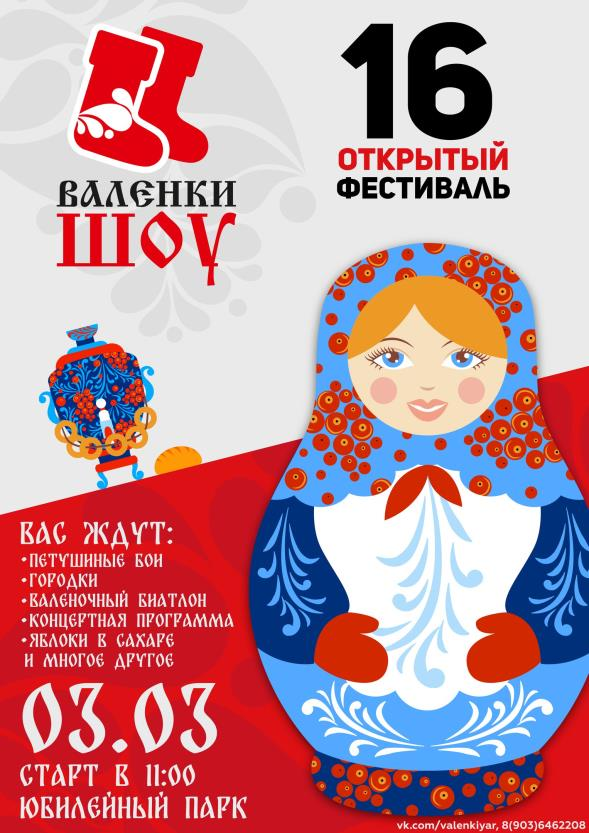 16
ОТКРЫТЫЙ
ФЕСТИВАЛЬ
ВАЛЕНКИ
ШОУ
ВАС ЖДУТ:
•ПЕТУШИНЫЕ БОИ
•ГОРОДКИ
•ВАЛЕНОЧНЫЙ БИАТЛОН
•КОНЦЕРТНАЯ ПРОГРАММА
•ЯБЛОКИ В САХАРЕ
И МНОГОЕ ДРУГОЕ
03.03
СТАРТ В 11:00
ЮБИЛЕЙНЫЙ ПАРК
vk.com/valenkiyar, 8(903)6462208